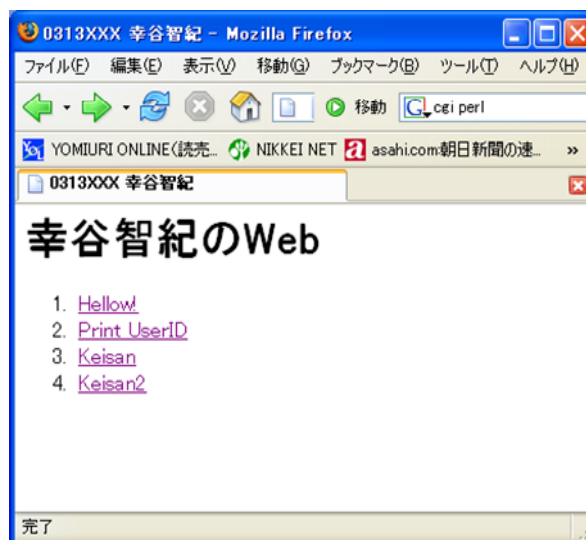 0313XXX 幸谷智紀 - Mozilla Firefox
ファイル(F) 編集(E) 表示(V) 移動(G) ブックマーク(B) ツール(T) ヘルプ(H)
移動 G cgi perl
YOMIURI ONLINE(読売... NIKKEI NET asahi.com:朝日新聞の速... »
0313XXX 幸谷智紀
幸谷智紀のWeb
1. Hellow!
2. Print UserID
3. Keisan
4. Keisan2
完了